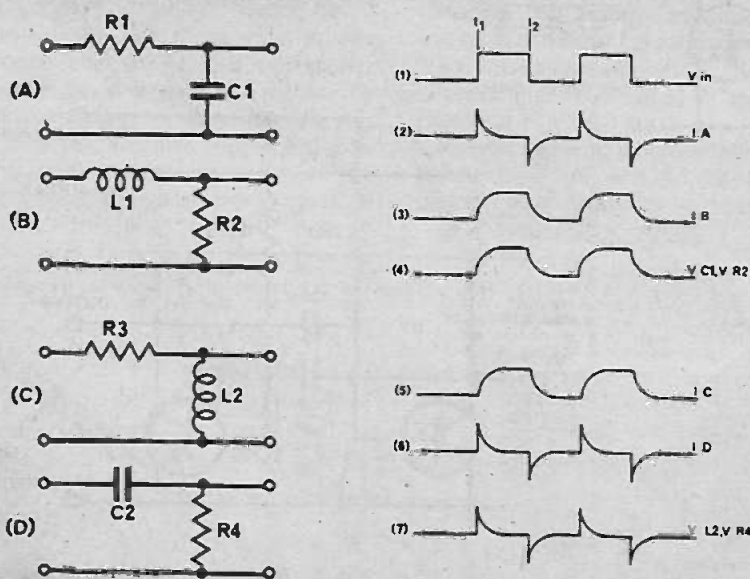 R1
(A)
C1
L1
(B)
R2
R3
(C)
L2
C2
(D)
R4
t1 t2
(1) V in
(2) I A
(3) I B
(4) V C1,V R2
(5) I C
(6) I D
(7) V L2,V R4